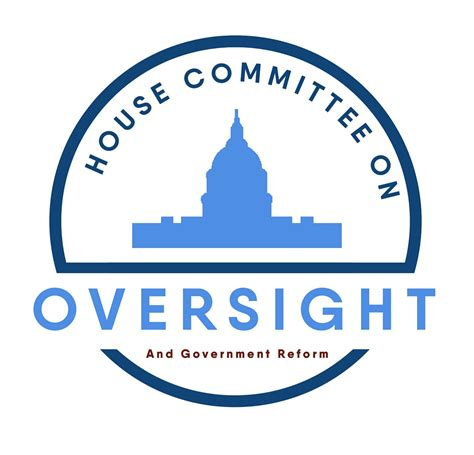 HOUSE COMMITTEE ON
OVERSIGHT
And Government Reform